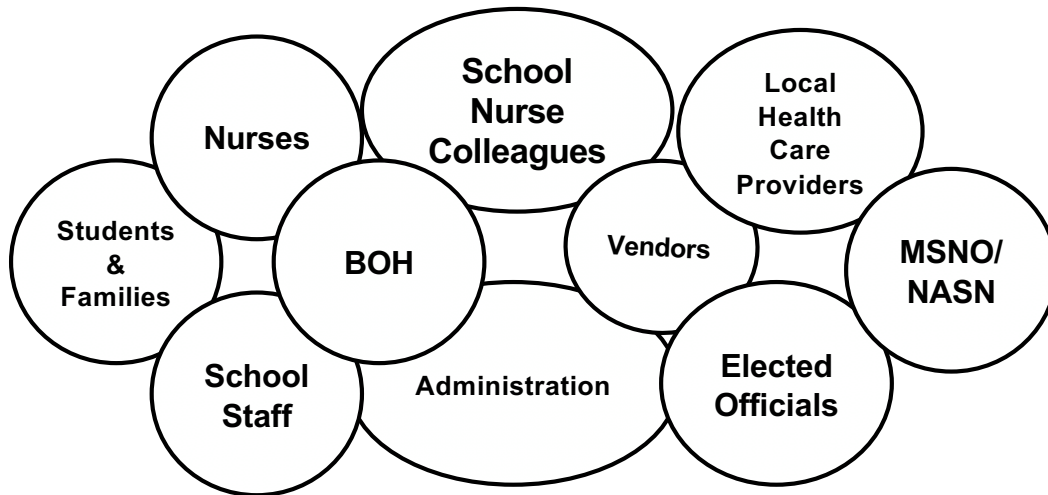 School
Nurse
Colleagues
Local
Health
Care
Providers
Nurses
Students
&
Families
BOH
Vendors
MSNO/
NASN
School
Staff
Administration
Elected
Officials